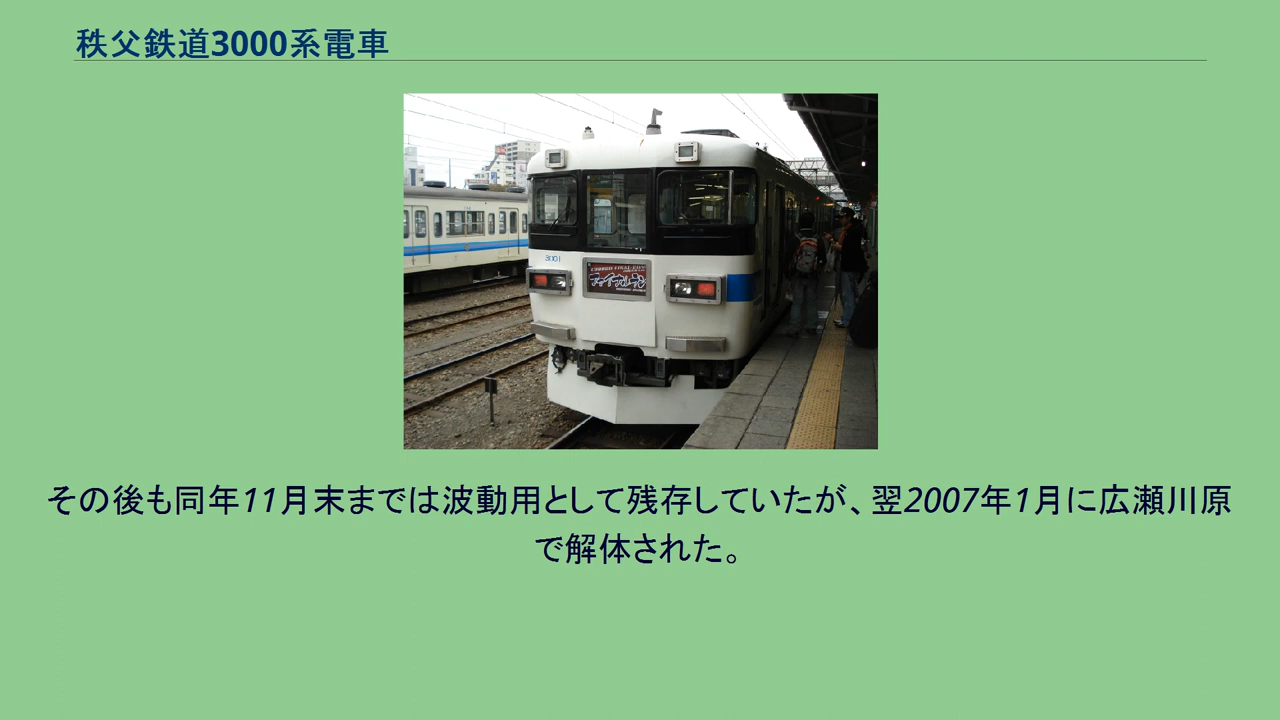 秩父鉄道3000系電車
3001
その後も同年11月末までは波動用として残存していたが、翌2007年1月に広瀬川原
で解体された。